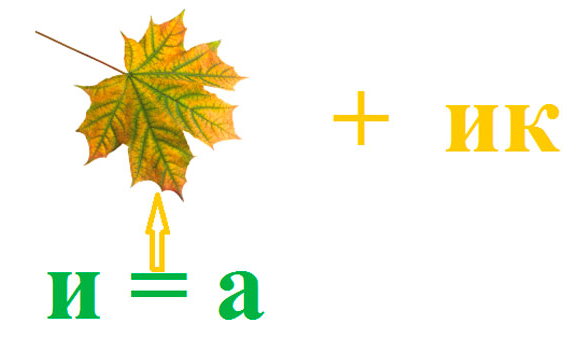 + ик
и = а